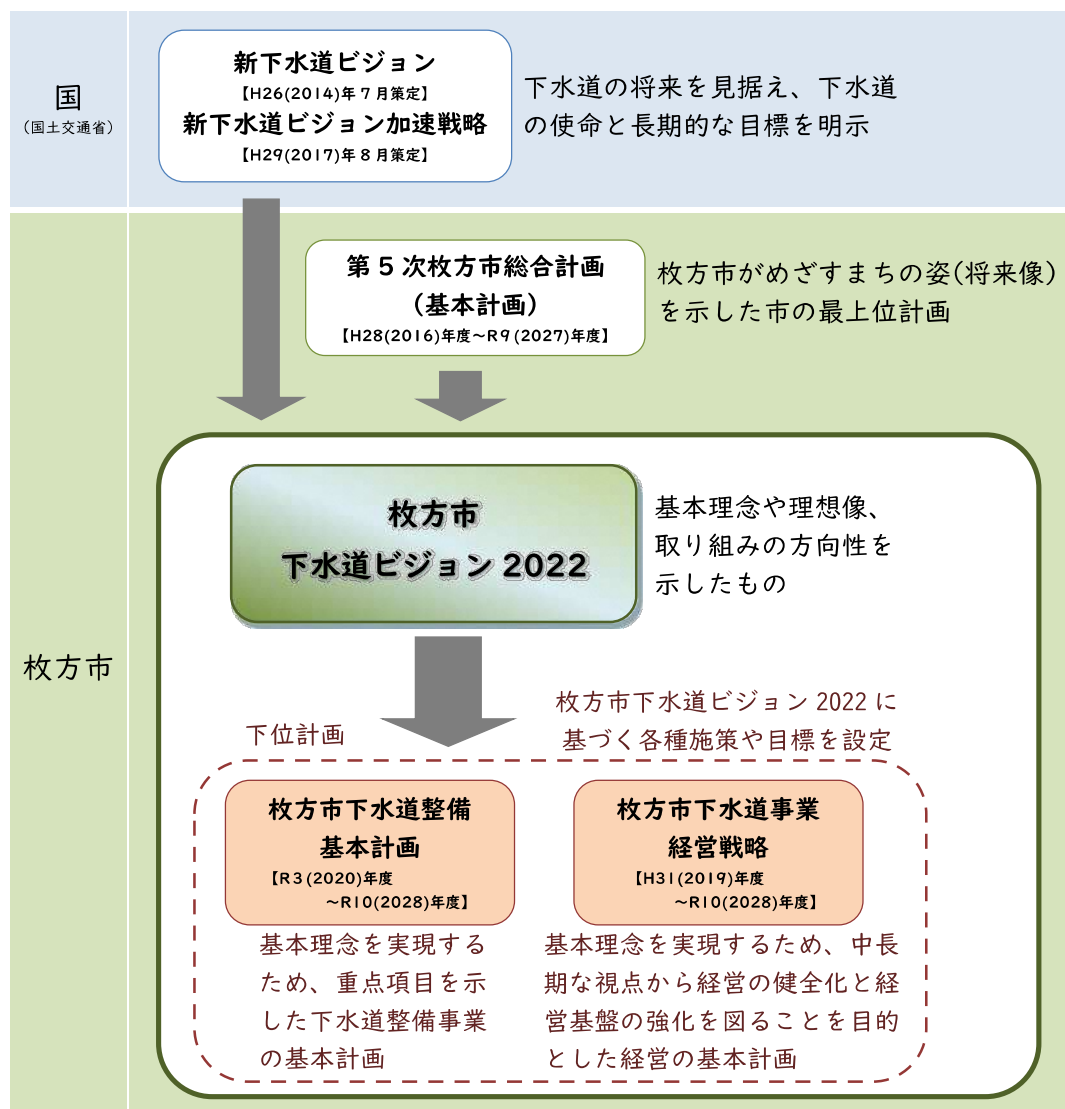 国
(国土交通省)
新下水道ビジョン
【H26(2014)年7月策定】
新下水道ビジョン加速戦略
【H29(2017)年8月策定】
下水道の将来を見据え、下水道
の使命と長期的な目標を明示
枚方市
第5次枚方市総合計画
(基本計画)
【H28(2016)年度～R9(2027)年度】
枚方市がめざすまちの姿(将来像)
を示した市の最上位計画
枚方市
下水道ビジョン2022
基本理念や理想像、
取り組みの方向性を
示したもの
下位計画
枚方市下水道ビジョン2022に
基づく各種施策や目標を設定
枚方市下水道整備
基本計画
【R3(2020)年度
～R10(2028)年度】
基本理念を実現する
ため、重点項目を示
した下水道整備事業
の基本計画
枚方市下水道事業
経営戦略
【H31(2019)年度
～R10(2028)年度】
基本理念を実現するため、中長
期な視点から経営の健全化と経
営基盤の強化を図ることを目的
とした経営の基本計画